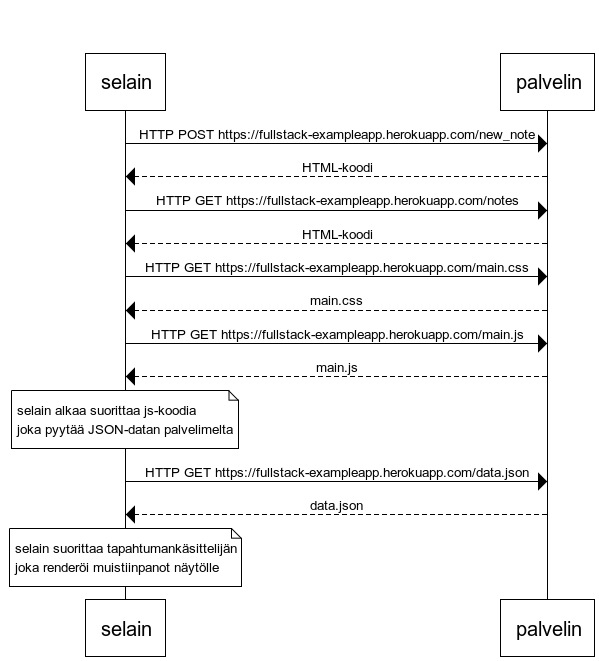 selain
palvelin
HTTP POST https://fullstack-exampleapp.herokuapp.com/new_note
HTML-koodi
HTTP GET https://fullstack-exampleapp.herokuapp.com/notes
HTML-koodi
HTTP GET https://fullstack-exampleapp.herokuapp.com/main.css
main.css
HTTP GET https://fullstack-exampleapp.herokuapp.com/main.js
main.js
selain alkaa suorittaa js-koodia
joka pyytää JSON-datan palvelimelta
HTTP GET https://fullstack-exampleapp.herokuapp.com/data.json
data.json
selain suorittaa tapahtumankäsittelijän
joka renderöi muistiinpanot näytölle
selain
palvelin